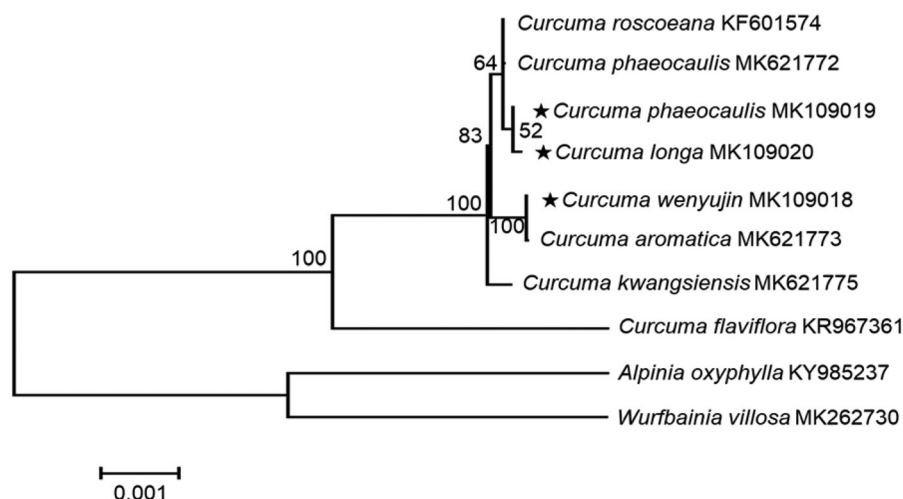 Curcuma roscoeana KF601574
64 Curcuma phaeocaulis MK621772
★Curcuma phaeocaulis MK109019
83 52
★Curcuma longa MK109020
100 ★Curcuma wenyujin MK109018
100 Curcuma aromatica MK621773
100
Curcuma kwangsiensis MK621775
Curcuma flaviflora KR967361
Alpinia oxyphylla KY985237
Wurfbainia villosa MK262730
0.001